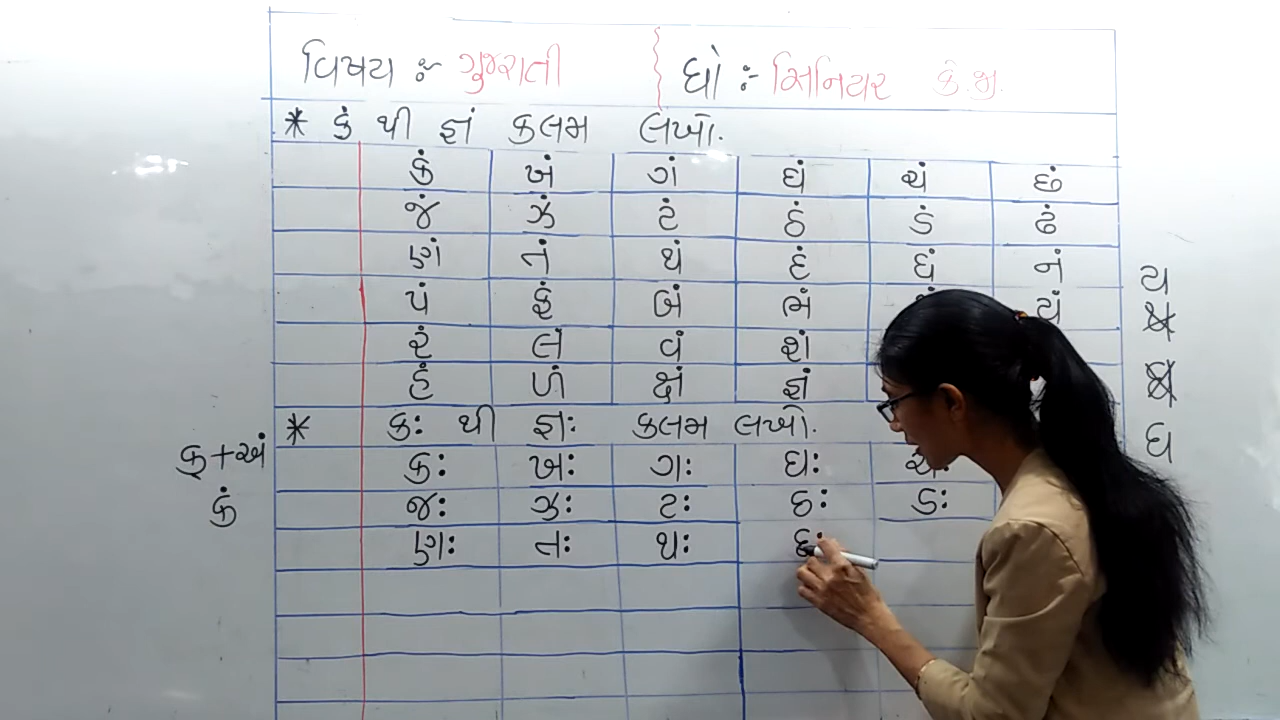 વિષય :- ગુજરાતી ધો :- સિનિયર કે.જી.
* કં થી જ્ઞં કલમ લખો.
કં ખં ગં ઘં ચં છં
જં ઝં ટં ઠં ડં ઢં
ણં તં થં દં ધં નં
પં ફં બં ભં યં
રં લં વં શં
હં ળં ક્ષં જ્ઞં
* કઃ થી જ્ઞઃ કલમ લખો.
કઃ ખઃ ગઃ ઘઃ ચઃ
જઃ ઝઃ ટઃ ઠઃ ડઃ
ણઃ તઃ થઃ દઃ
ક+અં
કં
ય
ઘ